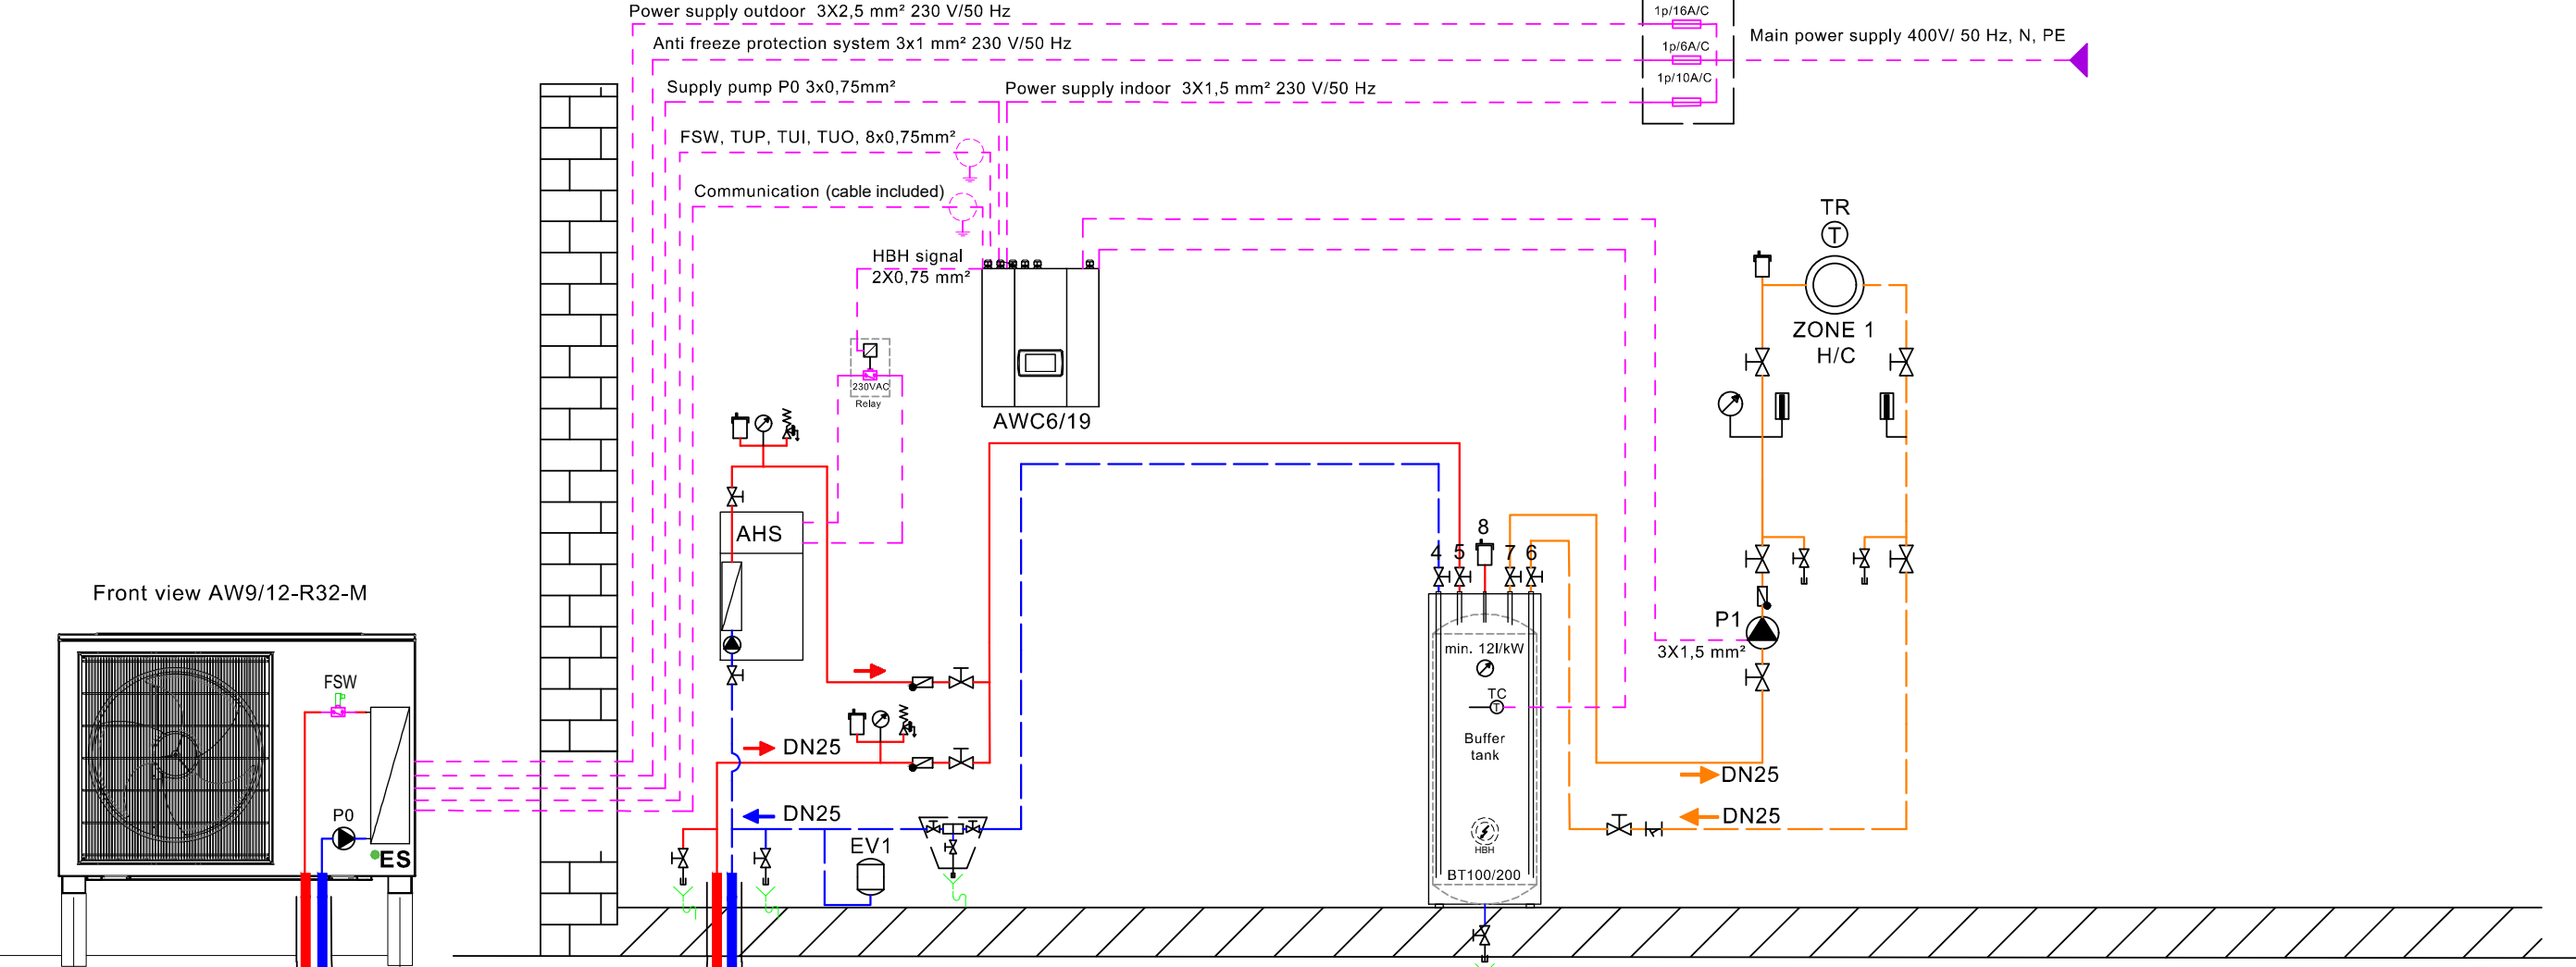 Power supply outdoor 3X2,5 mm² 230 V/50 Hz
1p/16A/C
Anti freeze protection system 3x1 mm² 230 V/50 Hz
1p/6A/C
Main power supply 400V/ 50 Hz, N, PE
Supply pump P0 3x0,75mm²
Power supply indoor 3X1,5 mm² 230 V/50 Hz
1p/10A/C
FSW, TUP, TUI, TUO, 8x0,75mm²
Communication (cable included)
TR
T
HBH signal
2X0,75 mm²
ZONE 1
H/C
230VAC
Relay
AWC6/19
AHS
8
4 5 7 6
Front view AW9/12-R32-M
P1
3X1,5 mm²
min. 12l/kW
FSW
TC
T
Buffer
tank
DN25
DN25
DN25
DN25
P0
ES
EV1
HBH
BT100/200